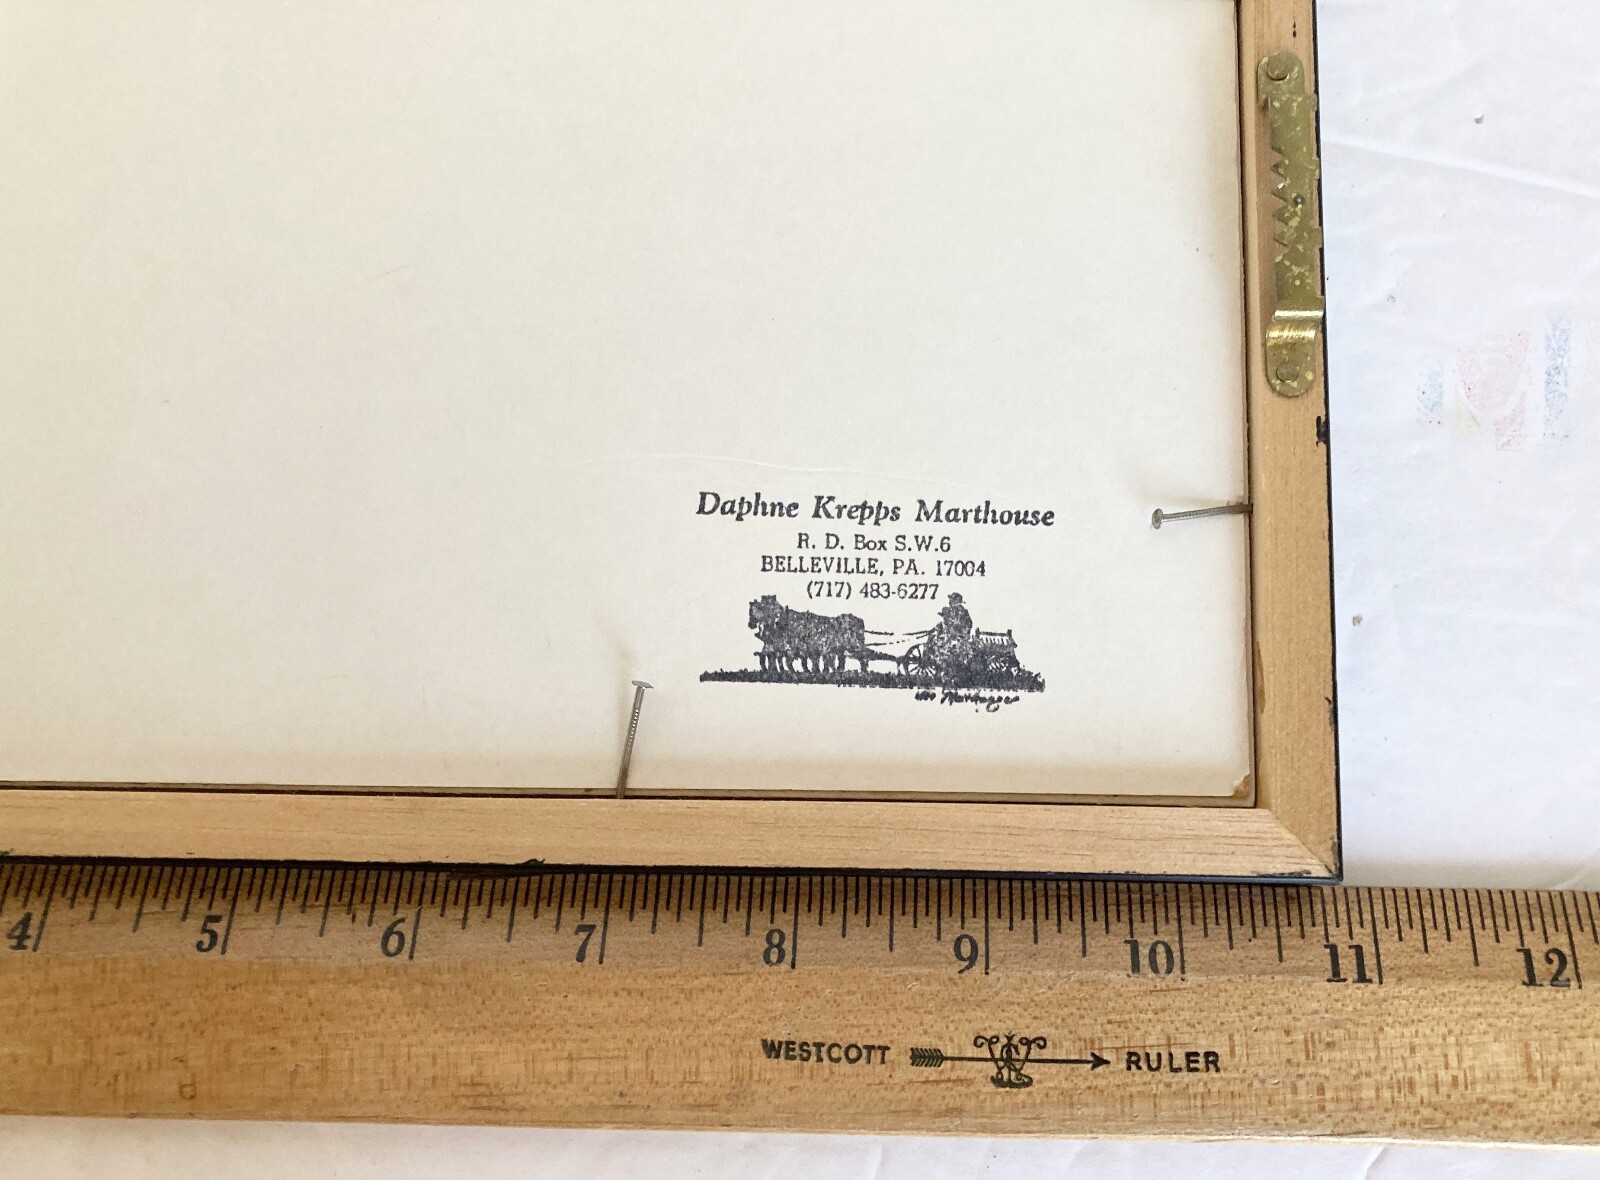 Daphne Krepps Marthouse
R. D. Box S.W.6
BELLEVILLE, PA. 17004
(717) 483-6277
4 5 6 7 8 9 10 11 12
WESTCOTT RULER